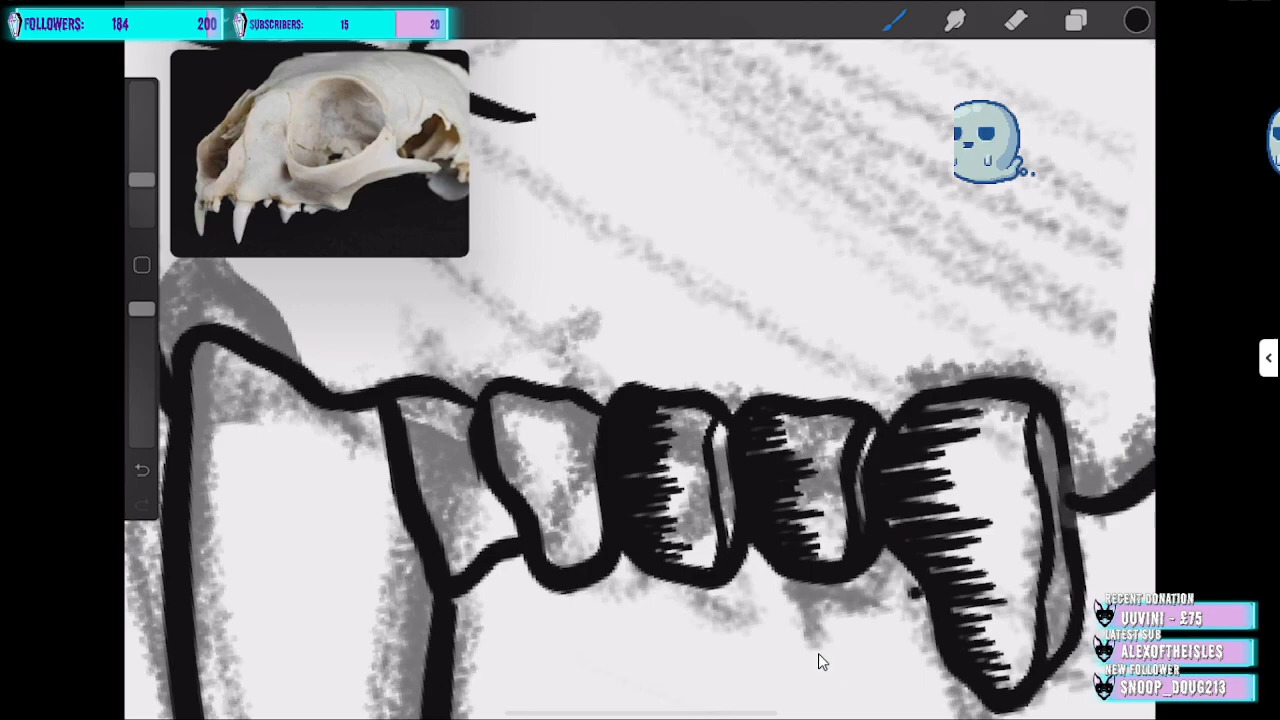 FOLLOWERS: 184 200
SUBSCRIBERS: 15 20
RECENT DONATION
UUVINI - £75
LATEST SUB
ALEXOFTHEISLES
NEW FOLLOWER
SNOOP_DOUG213